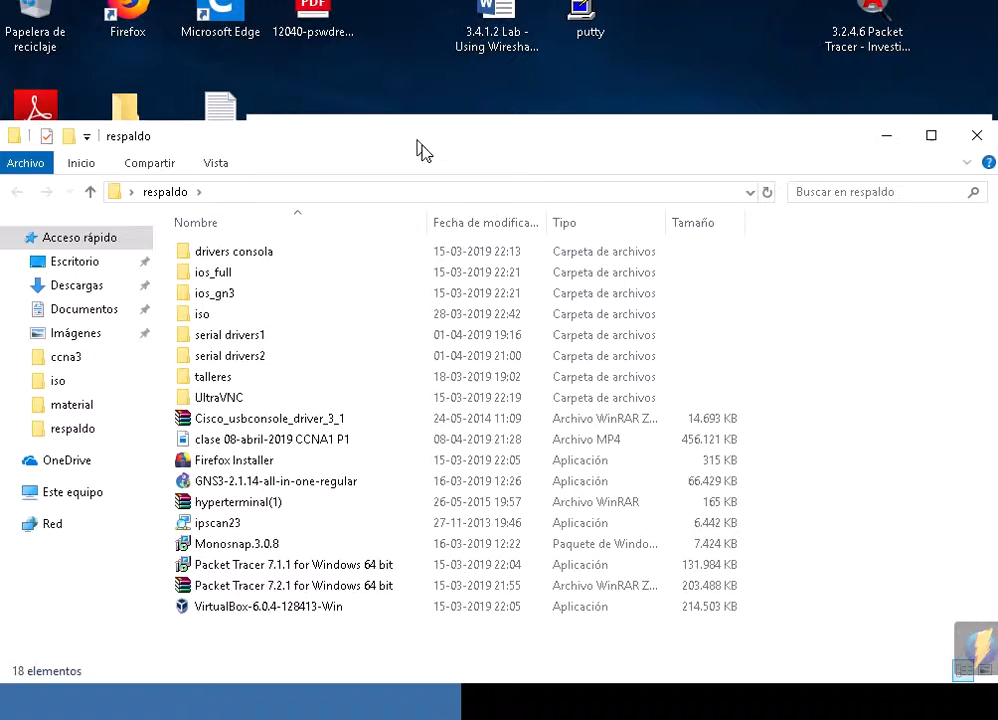 Papelera de reciclaje
Firefox
Microsoft Edge
12040-pswdre...
3.4.1.2 Lab - Using Wiresha...
putty
3.2.4.6 Packet Tracer - Investi...
respaldo
Archivo
Inicio
Compartir
Vista
respaldo
Buscar en respaldo
Nombre Fecha de modifica... Tipo Tamaño
Acceso rápido
Escritorio
Descargas
Documentos
Imágenes
ccna3
iso
material
respaldo
OneDrive
Este equipo
Red
drivers consola 15-03-2019 22:13 Carpeta de archivos
ios_full 15-03-2019 22:21 Carpeta de archivos
ios_gn3 15-03-2019 22:21 Carpeta de archivos
iso 28-03-2019 22:42 Carpeta de archivos
serial drivers1 01-04-2019 19:16 Carpeta de archivos
serial drivers2 01-04-2019 21:00 Carpeta de archivos
talleres 18-03-2019 19:02 Carpeta de archivos
UltraVNC 15-03-2019 22:19 Carpeta de archivos
Cisco_usbconsole_driver_3_1 24-05-2014 11:09 Archivo WinRAR Z... 14.693 KB
clase 08-abril-2019 CCNA1 P1 08-04-2019 21:28 Archivo MP4 456.121 KB
Firefox Installer 15-03-2019 22:05 Aplicación 315 KB
GNS3-2.1.14-all-in-one-regular 16-03-2019 12:26 Aplicación 66.429 KB
hyperterminal(1) 26-05-2015 19:57 Archivo WinRAR 165 KB
ipscan23 27-11-2013 19:46 Aplicación 6.442 KB
Monosnap.3.0.8 16-03-2019 12:22 Paquete de Windo... 7.424 KB
Packet Tracer 7.1.1 for Windows 64 bit 15-03-2019 22:04 Aplicación 131.984 KB
Packet Tracer 7.2.1 for Windows 64 bit 15-03-2019 21:55 Archivo WinRAR Z... 203.488 KB
VirtualBox-6.0.4-128413-Win 15-03-2019 22:05 Aplicación 214.503 KB
18 elementos